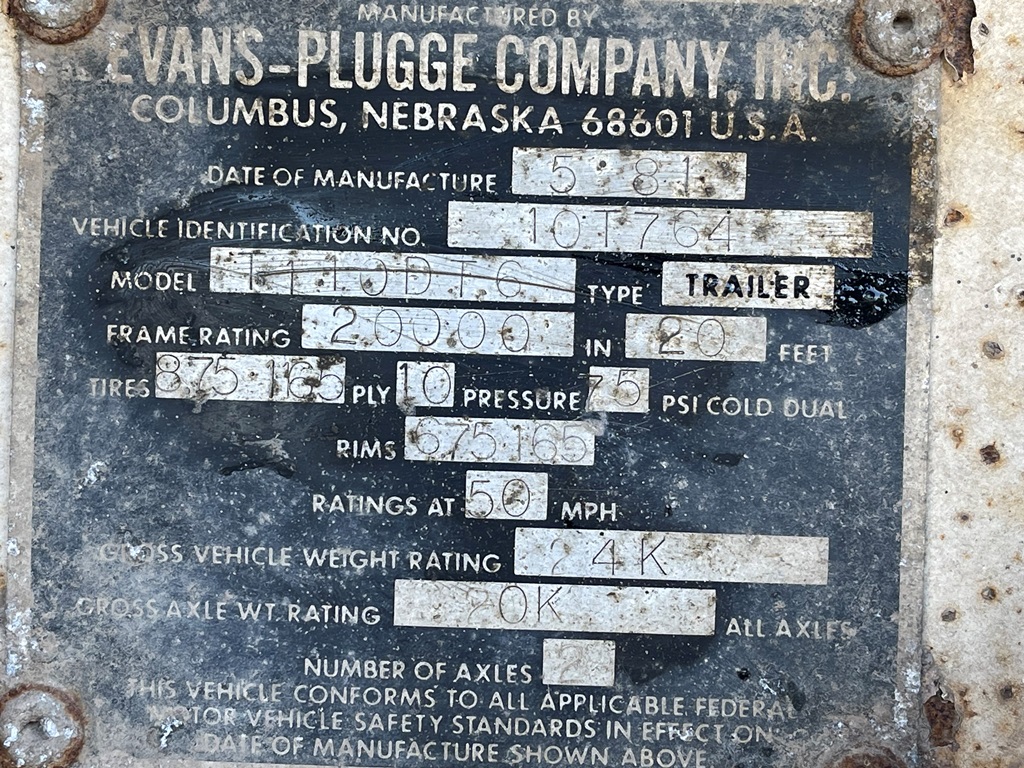 MANUFACTURED BY
EVANS-PLUGGE COMPANY, INC.
COLUMBUS, NEBRASKA 68601 U.S.A.
DATE OF MANUFACTURE 5 81
VEHICLE IDENTIFICATION NO. 10T764
MODEL TYPE TRAILER
FRAME RATING 20000 IN 20 FEET
TIRES 875 165 PLY 10 PRESSURE 75 PSI COLD DUAL
RIMS 675 165
RATINGS AT 50 MPH
GROSS VEHICLE WEIGHT RATING 24K
GROSS AXLE WT. RATING 20K ALL AXLES
NUMBER OF AXLES 2
THIS VEHICLE CONFORMS TO ALL APPLICABLE FEDERAL
MOTOR VEHICLE SAFETY STANDARDS IN EFFECT ON
DATE OF MANUFACTURE SHOWN ABOVE